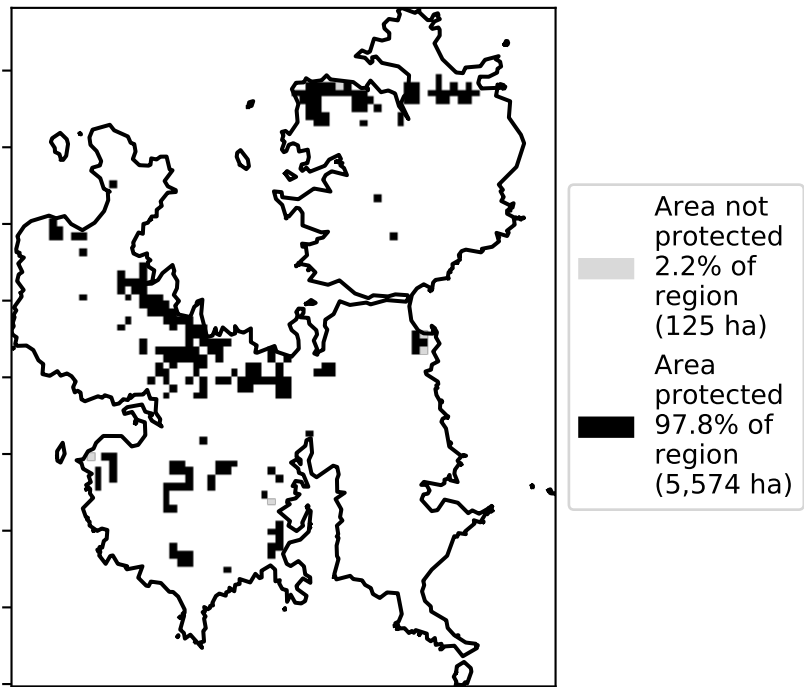 Area not
protected
2.2% of
region
(125 ha)
Area
protected
97.8% of
region
(5,574 ha)